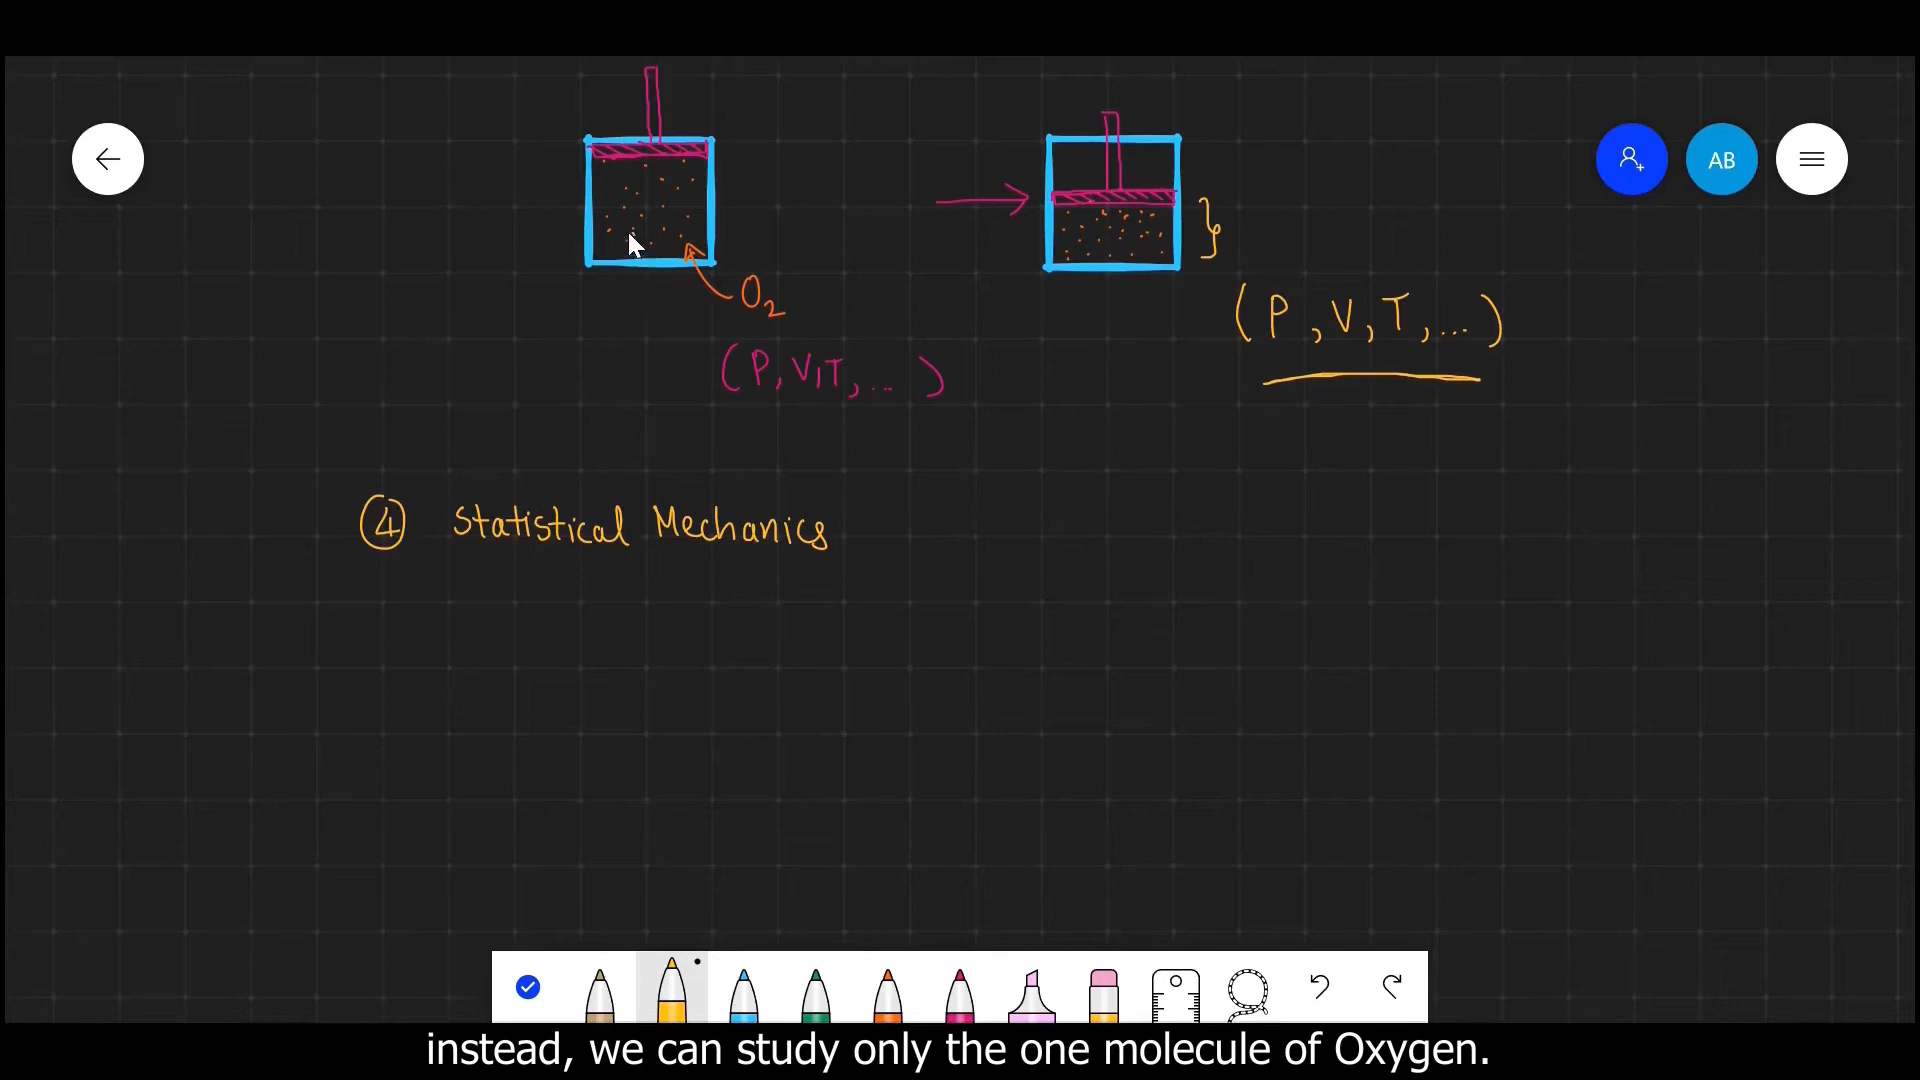 AB
O2
(P, V, T, ...)
(P, V, T, ...)
④ Statistical Mechanics
instead, we can study only the one molecule of Oxygen.